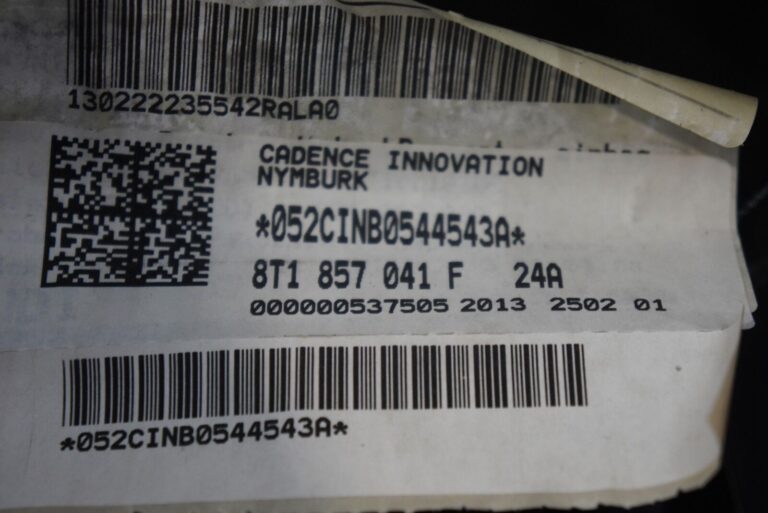 130222235542RALA0
CADENCE INNOVATION
NYMBURK
*052CINB0544543A*
8T1 857 041 F 24A
000000537505 2013 2502 01
*052CINB0544543A*